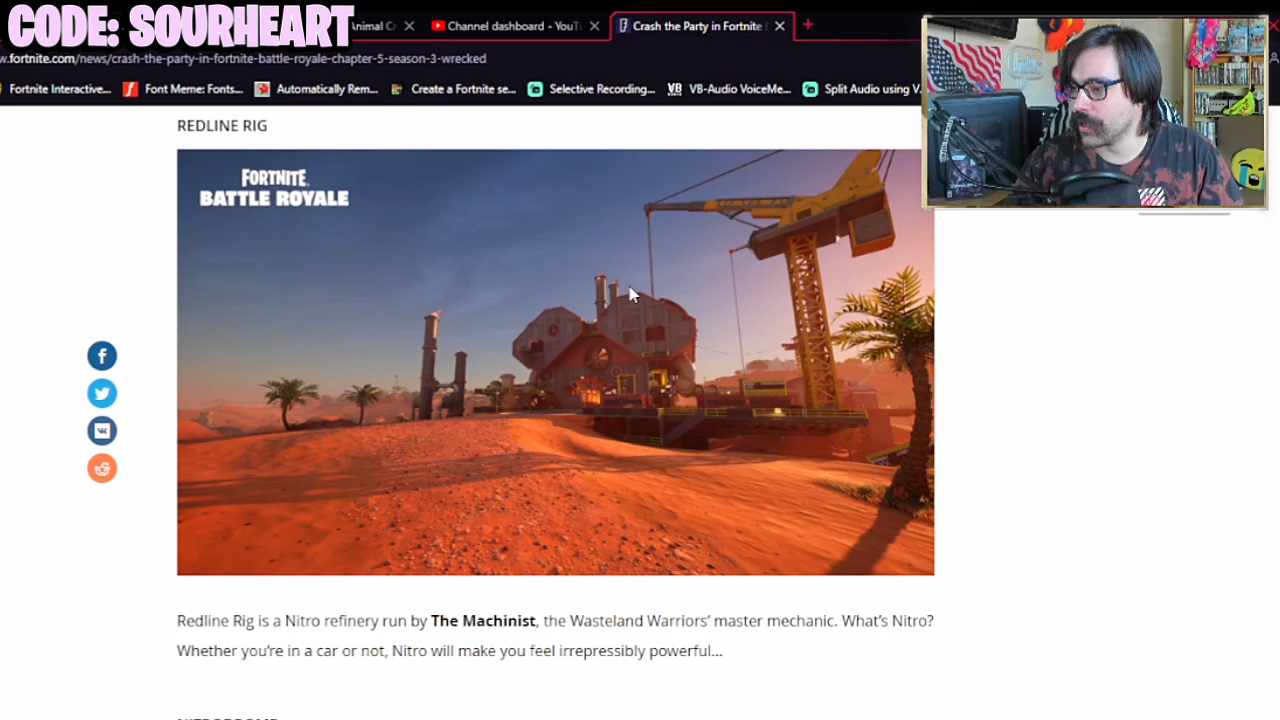 CODE: SOURHEART
Animal Cr
Channel dashboard - YouTu
Crash the Party in Fortnite
w.fortnite.com/news/crash-the-party-in-fortnite-battle-royale-chapter-5-season-3-wrecked
Fortnite Interactive...
Font Meme: Fonts...
Automatically Rem...
Create a Fortnite se...
Selective Recording...
VB-Audio VoiceMe...
Split Audio using V
REDLINE RIG
FORTNITE
BATTLE ROYALE
Redline Rig is a Nitro refinery run by The Machinist, the Wasteland Warriors' master mechanic. What's Nitro?
Whether you're in a car or not, Nitro will make you feel irrepressibly powerful...